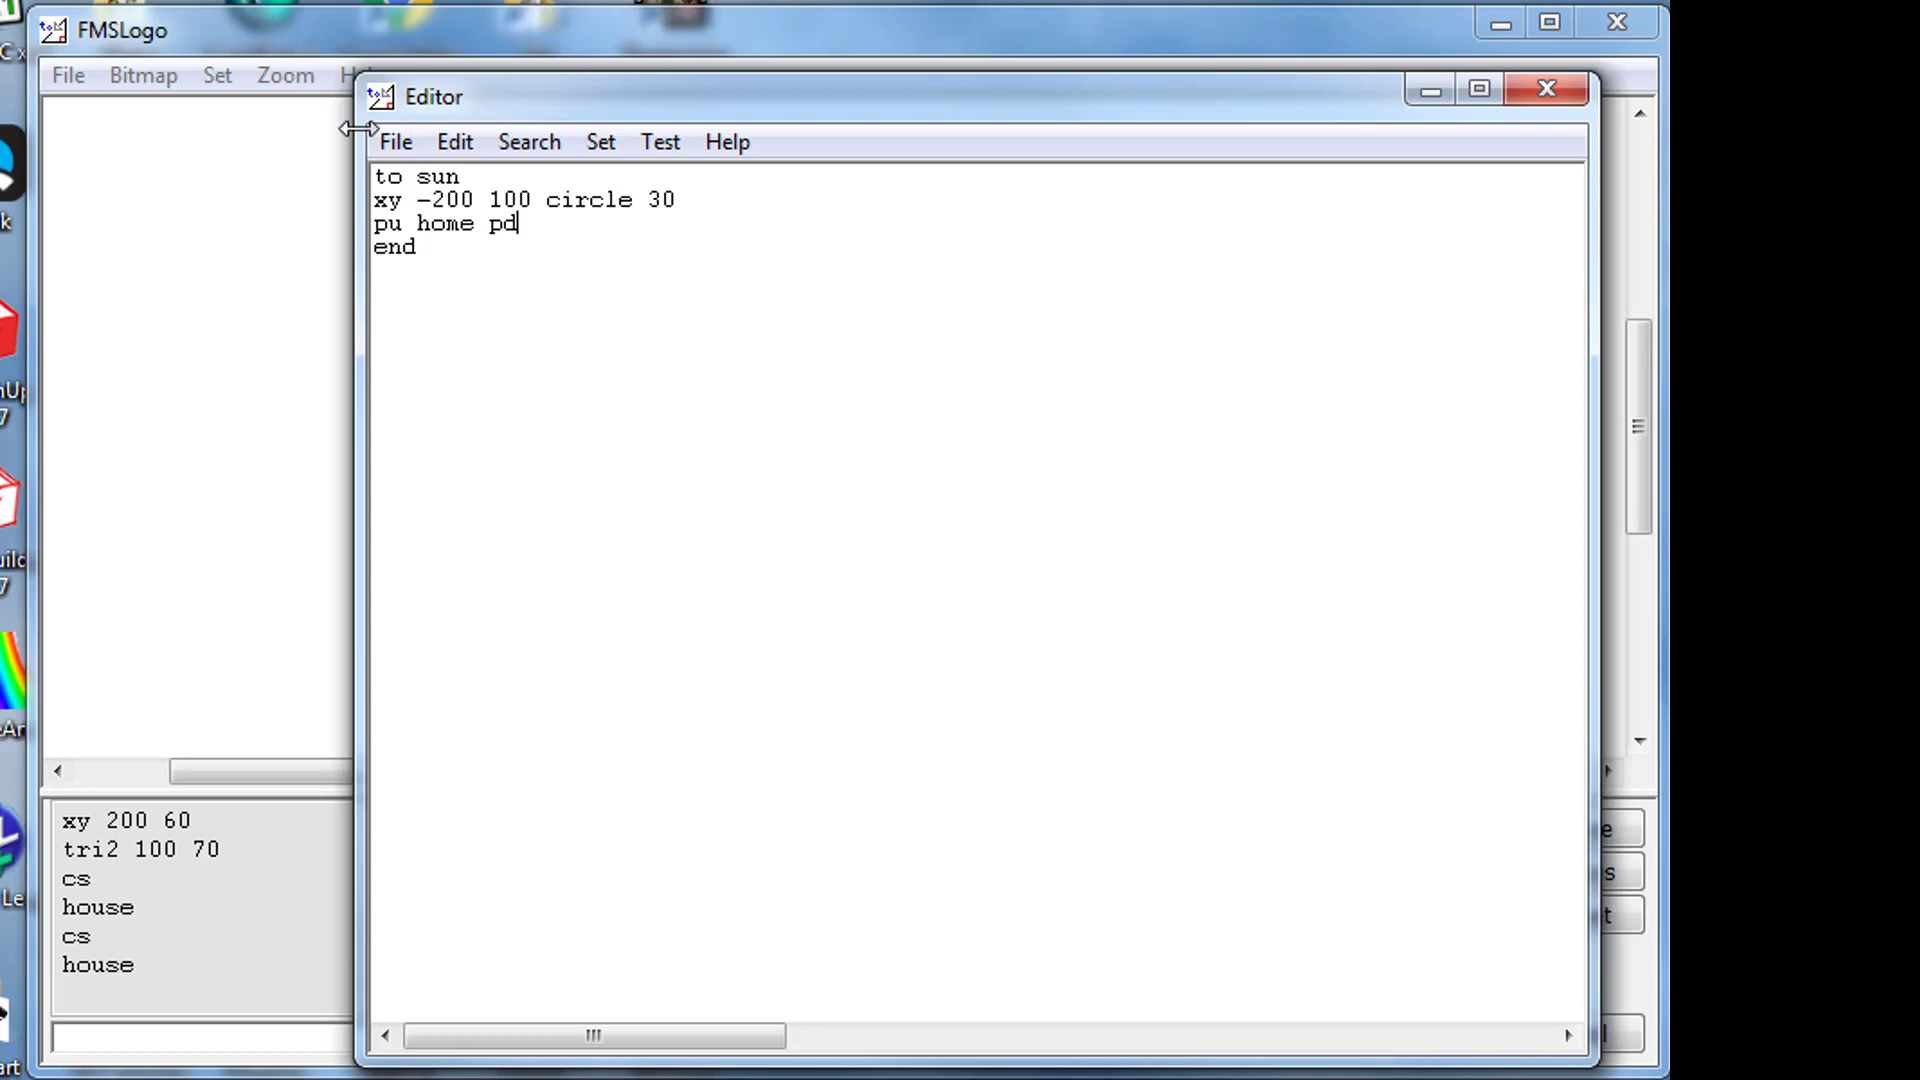 FMSLogo
File Bitmap Set Zoom
Editor
File Edit Search Set Test Help
to sun
xy -200 100 circle 30
pu home pd
end
xy 200 60
tri2 100 70
cs
house
cs
house